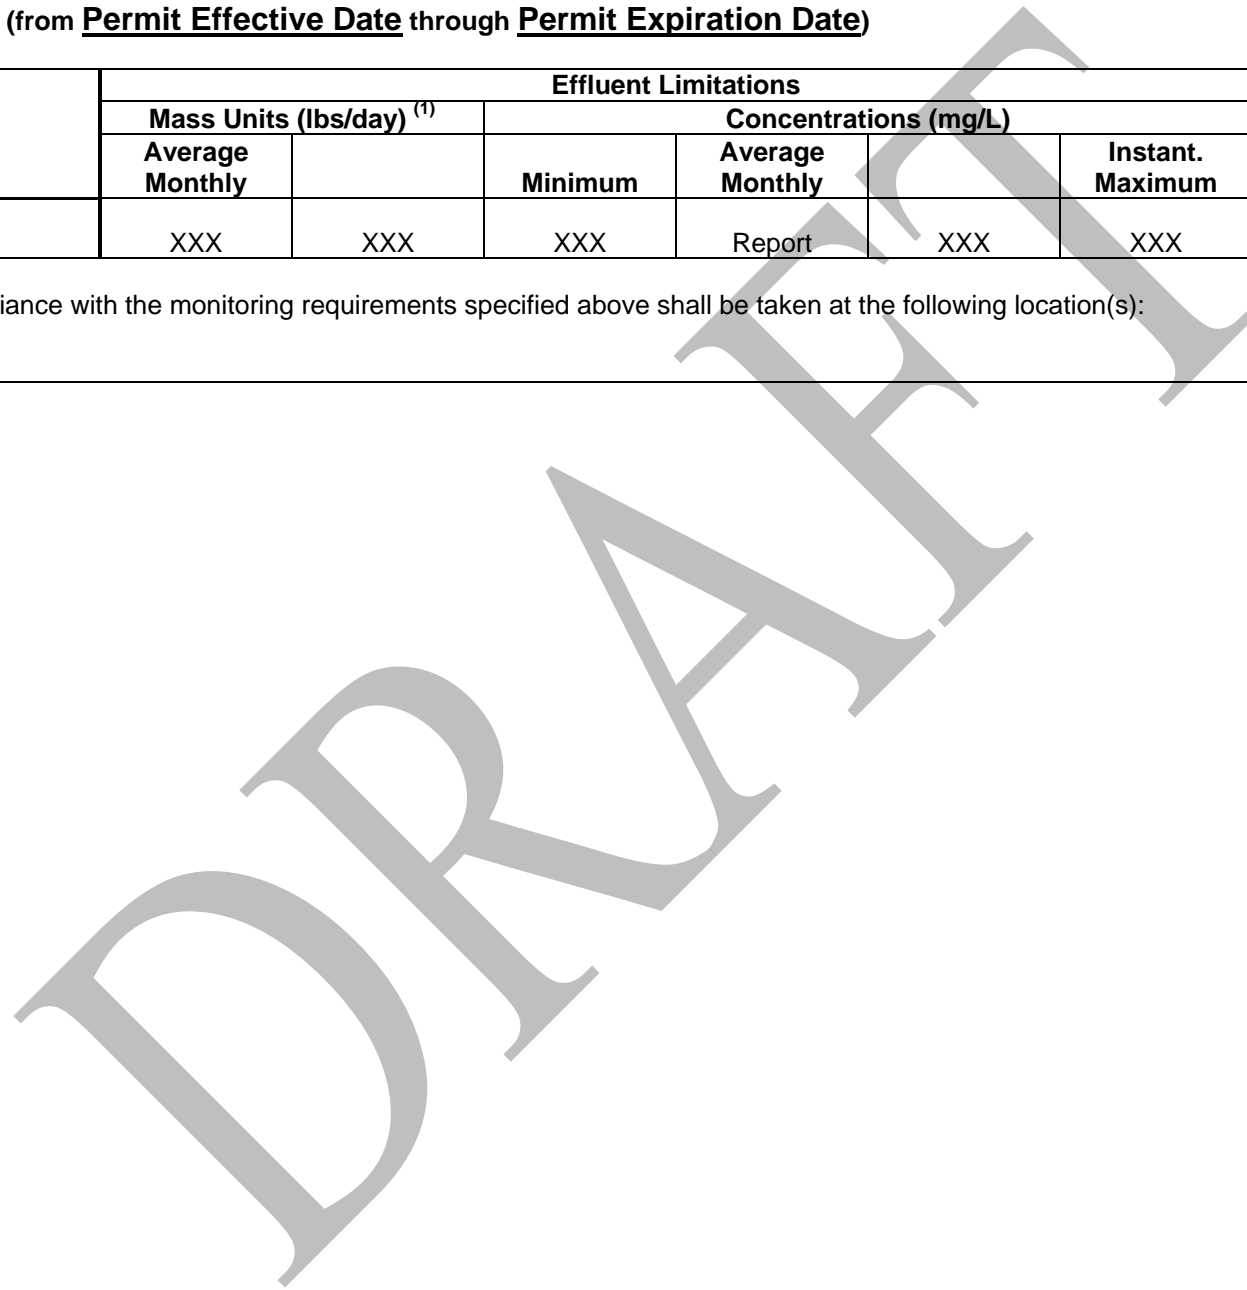 (from Permit Effective Date through Permit Expiration Date)
Effluent Limitations
Mass Units (lbs/day) (1) Concentrations (mg/L)
Average Monthly Minimum Average Monthly Instant. Maximum
XXX XXX XXX Report XXX XXX
iance with the monitoring requirements specified above shall be taken at the following location(s):
DRAFT